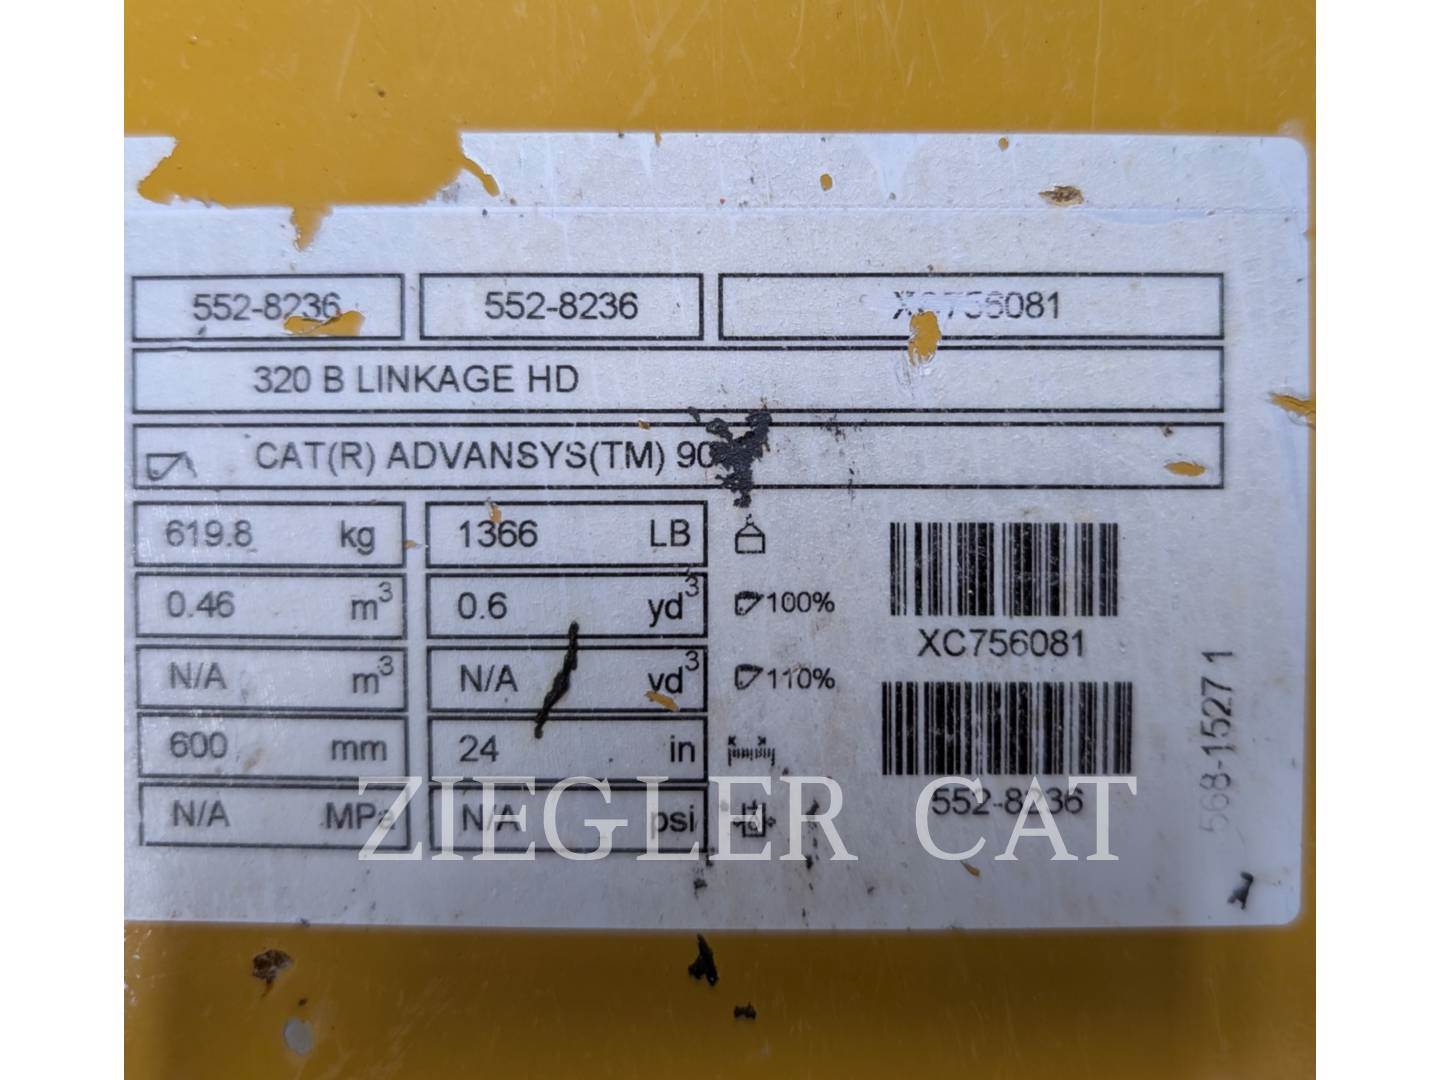 552-8236 552-8236 XC756081
320 B LINKAGE HD
CAT(R) ADVANSYS(TM) 90
619.8 kg 1366 LB
0.46 m³ 0.6 yd³ 100%
N/A m³ N/A yd³ 110%
600 mm 24 in
N/A MPa N/A psi
XC756081
552-8236
568-1527 1
ZIEGLER CAT